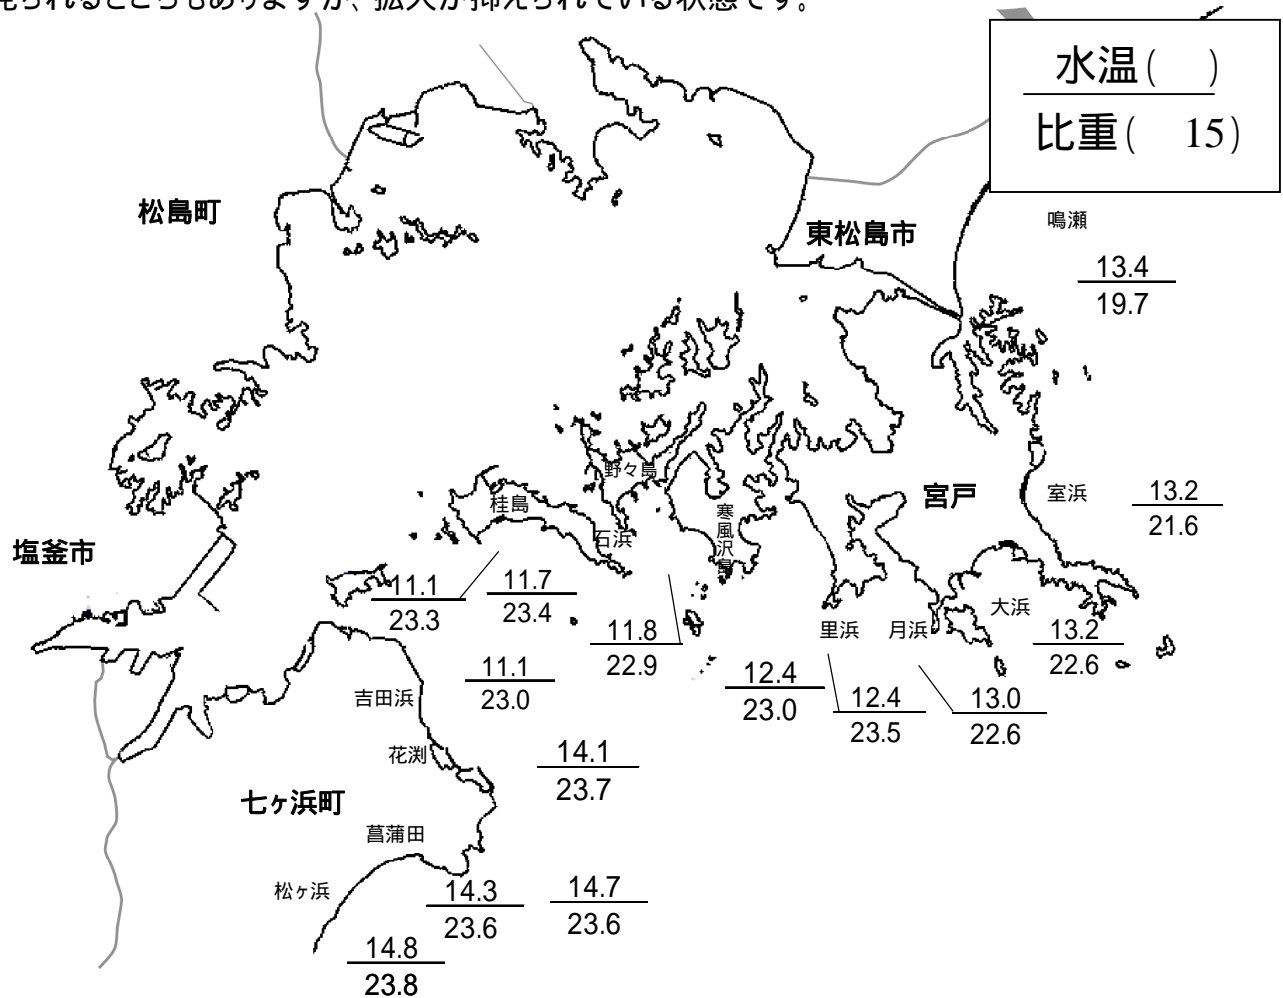 見られるところもありますが、拡大が抑えられている状態です。
水温( )
比重( 15)
鳴瀬
松島町
東松島市
13.4
19.7
野々島
桂島
宮戸
室浜
13.2
21.6
寒風沢島
石浜
塩釜市
11.1
23.3
11.7
23.4
大浜
里浜
月浜
11.8
22.9
13.2
22.6
11.1
23.0
12.4
23.0
12.4
23.5
13.0
22.6
吉田浜
花渕
14.1
23.7
七ヶ浜町
菖蒲田
松ヶ浜
14.3
23.6
14.7
23.6
14.8
23.8